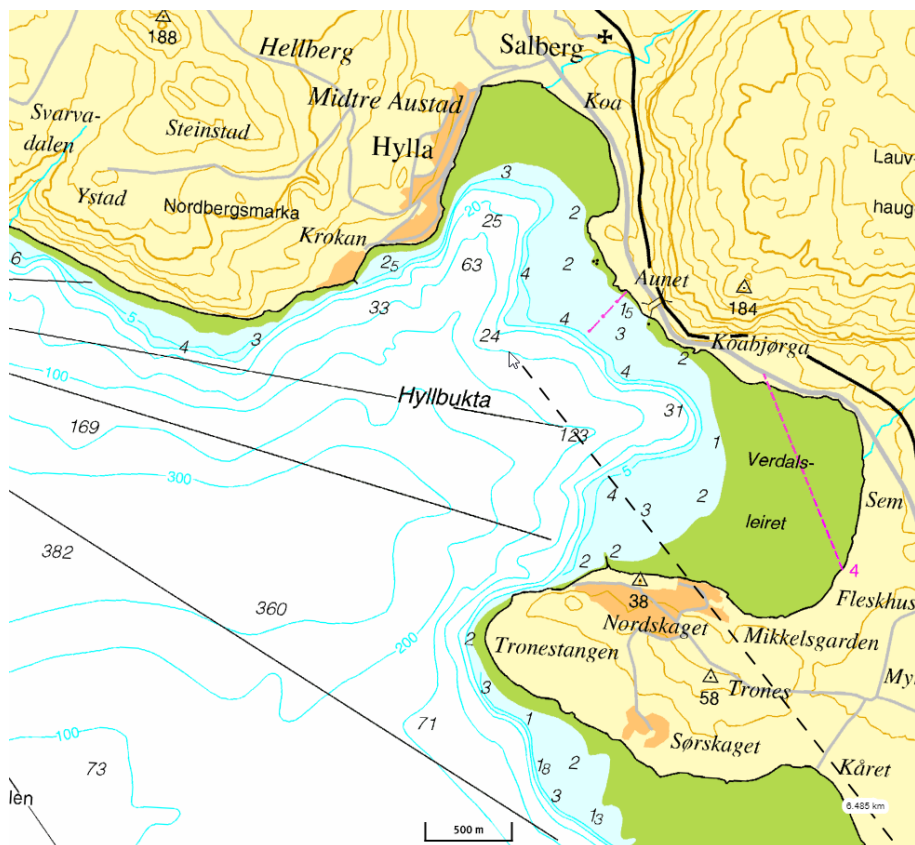 188
Hellberg
Salberg
Midtre Austad
Koa
Svarva-
dalen
Steinstad
Hylla
Lauv-
haug
Ystad
Nordbergsmarka
Krokan
3
20
2
25
6
2₅
63
4
2
Aunet
184
5
33
1₅
4
3
24
4
3
2
Koabjørga
100
4
Hyllbukta
31
169
123
1
Verdals-
300
5
leiret
Sem
4
3
2
382
2
2
4
38
Fleskhus
360
Nordskaget
Mikkelsgarden
200
2
Tronestangen
58
Trones
My
3
1
71
Sørskaget
100
73
1₈
2
Kåret
len
3
1₃
6.485 km
500 m